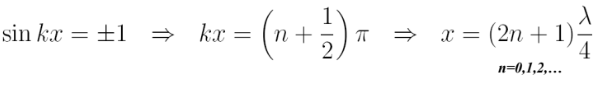 sin kx = ±1 ⇒ kx = (n + 1/2) π ⇒ x = (2n + 1) λ/4
n=0,1,2,...